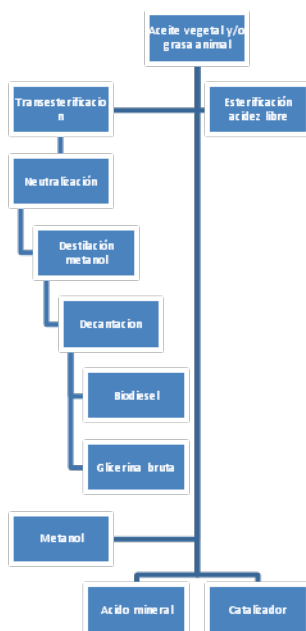 Aceite vegetal y/o
grasa animal
Transesterificacio
n
Esterificación
acidez libre
Neutralización
Destilación
metanol
Decantacion
Biodiesel
Glicerina bruta
Metanol
Acido mineral
Catalizador